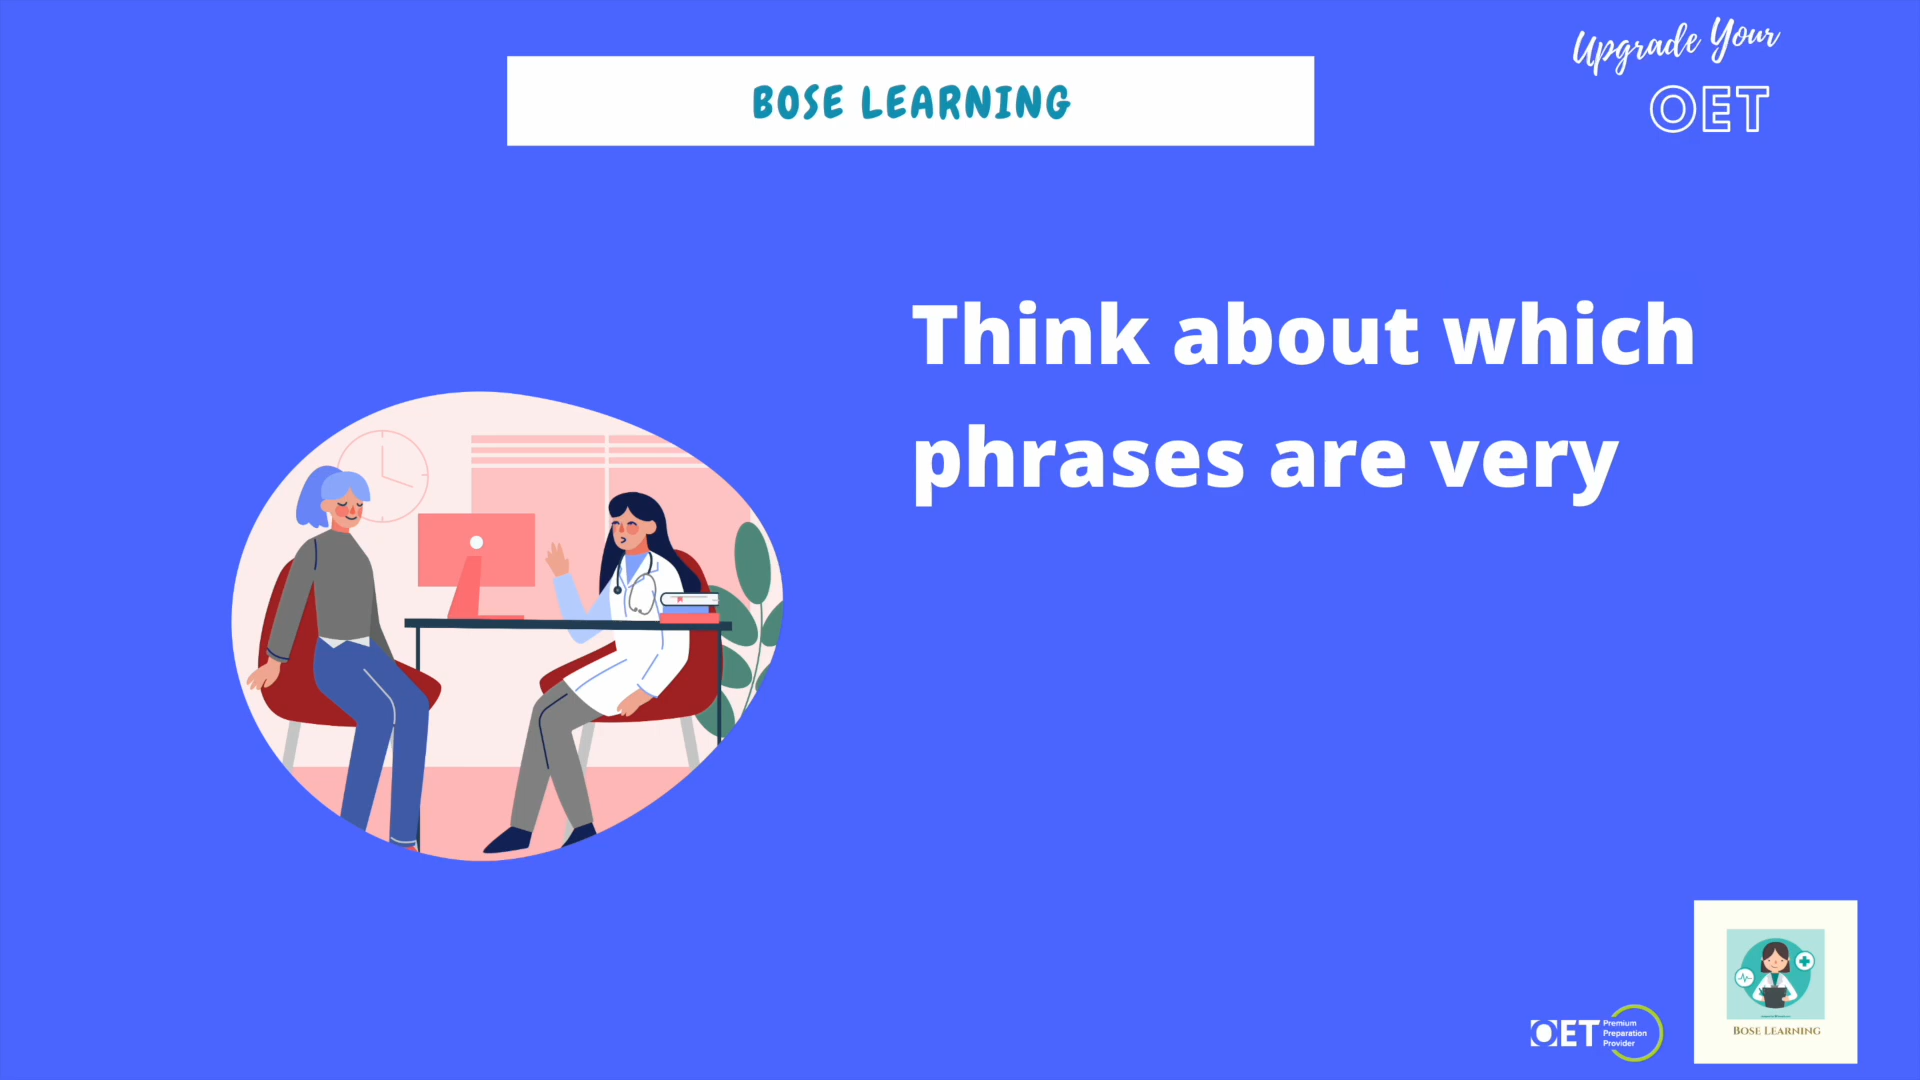 BOSE LEARNING
Upgrade Your
OET
Think about which
phrases are very
OET Premium
Preparation
Provider
BOSE LEARNING